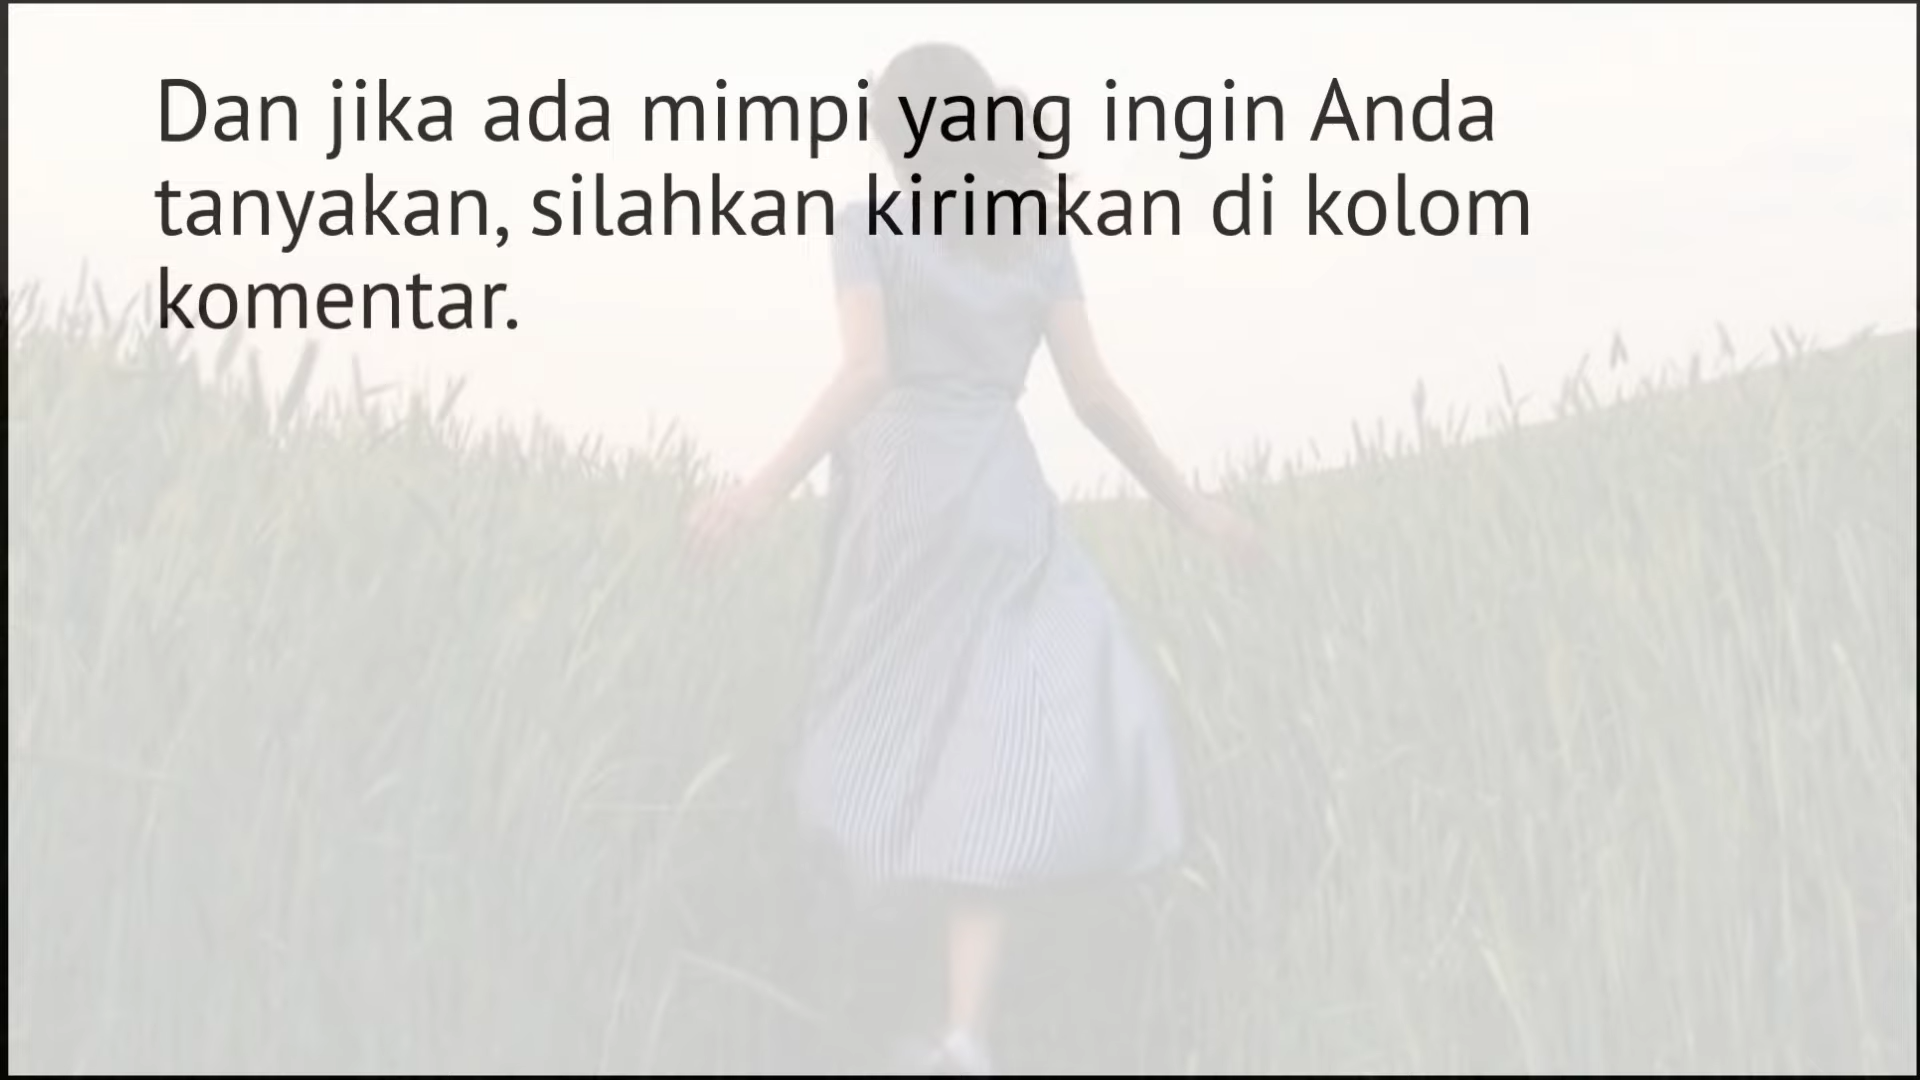 Dan jika ada mimpi yang ingin Anda
tanyakan, silahkan kirimkan di kolom
komentar.